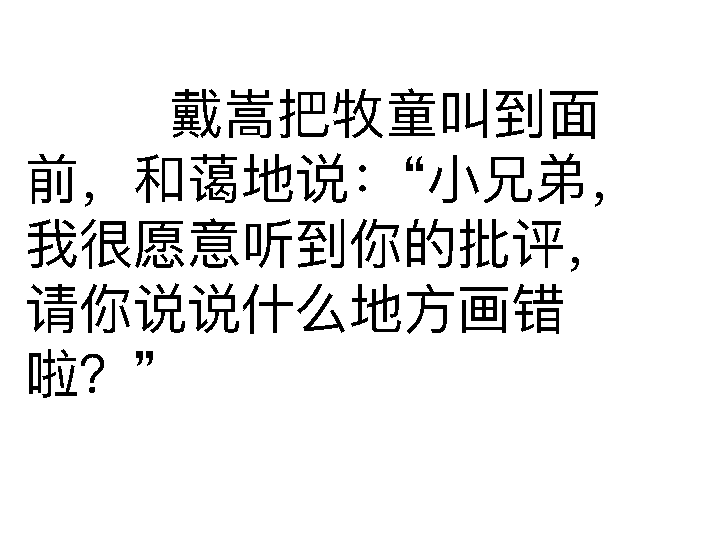 戴嵩把牧童叫到面
前，和蔼地说：“小兄弟，
我很愿意听到你的批评，
请你说说什么地方画错
啦？”